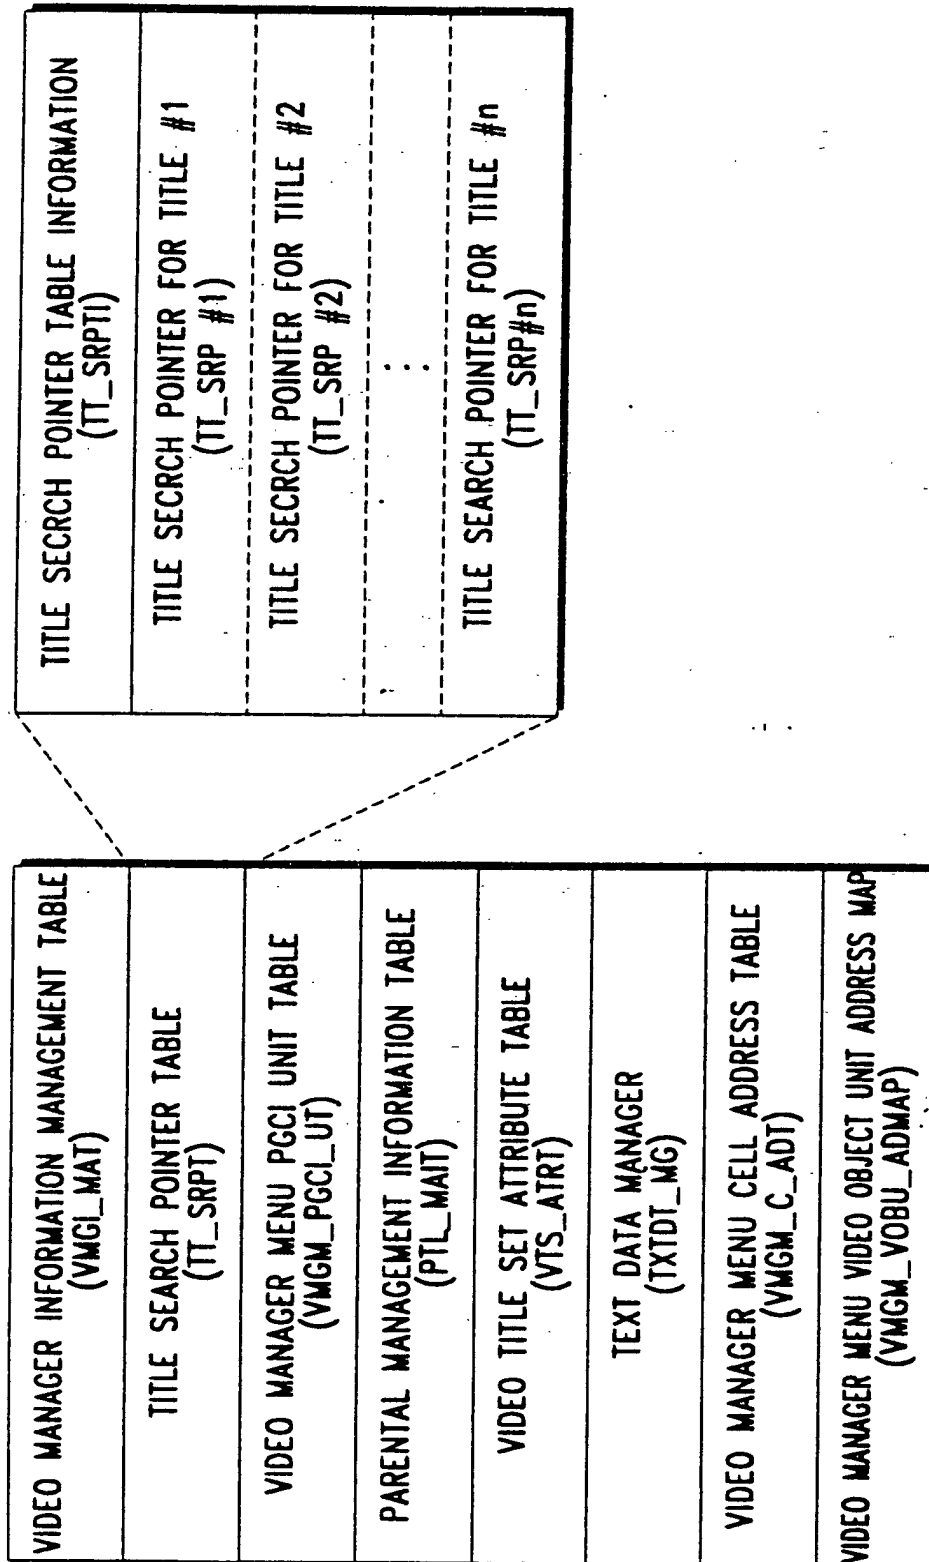 VIDEO MANAGER INFORMATION MANAGEMENT TABLE
(VMGI_MAT)
TITLE SEARCH POINTER TABLE
(TT_SRPT)
VIDEO MANAGER MENU PGCI UNIT TABLE
(VMGM_PGCI_UT)
PARENTAL MANAGEMENT INFORMATION TABLE
(PTL_MAIT)
VIDEO TITLE SET ATTRIBUTE TABLE
(VTS_ATRT)
TEXT DATA MANAGER
(TXTDT_MG)
VIDEO MANAGER MENU CELL ADDRESS TABLE
(VMGM_C_ADT)
VIDEO MANAGER MENU VIDEO OBJECT UNIT ADDRESS MAP
(VMGM_VOBU_ADMAP)
TITLE SECRCH POINTER TABLE INFORMATION
(TT_SRPTI)
TITLE SECRCH POINTER FOR TITLE #1
(TT_SRP #1)
TITLE SECRCH POINTER FOR TITLE #2
(TT_SRP #2)
. . .
TITLE SEARCH POINTER FOR TITLE #n
(TT_SRP#n)